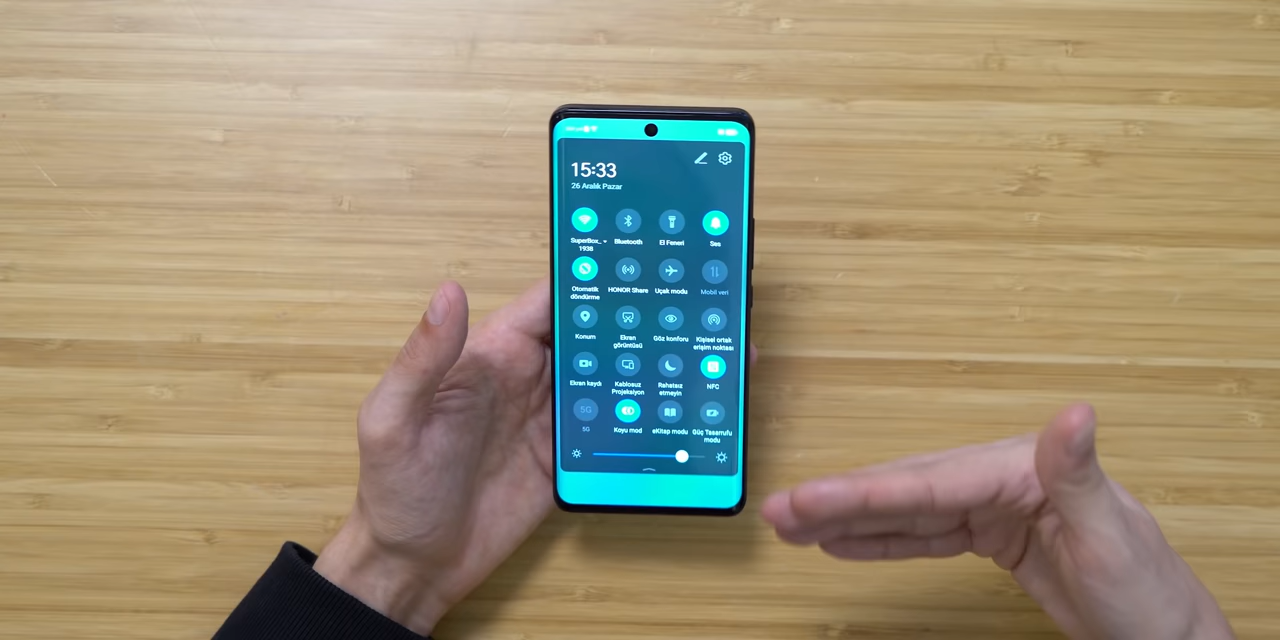 15:33
26 Aralık Pazar
SuperBox_
1938
Bluetooth
El Feneri
Ses
Otomatik
döndürme
HONOR Share
Uçak modu
Mobil veri
Konum
Ekran
görüntüsü
Göz konforu
Kişisel ortak
erişim noktası
Ekran kaydı
Kablosuz
Projeksiyon
Rahatsız
etmeyin
NFC
5G
5G
Koyu mod
eKitap modu
Güç Tasarrufu
modu